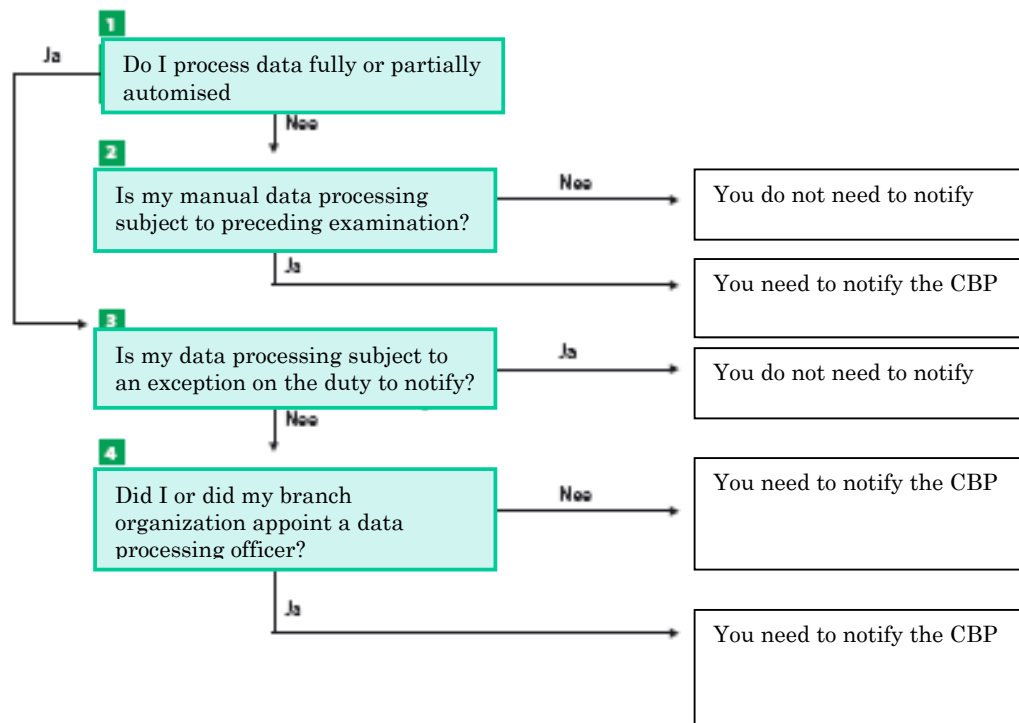 1
Ja
Do I process data fully or partially
automised
Nee
2
Is my manual data processing
subject to preceding examination?
Nee
You do not need to notify
Ja
You need to notify the CBP
3
Is my data processing subject to
an exception on the duty to notify?
Ja
You do not need to notify
Nee
4
Did I or did my branch
organization appoint a data
processing officer?
Nee
You need to notify the CBP
Ja
You need to notify the CBP